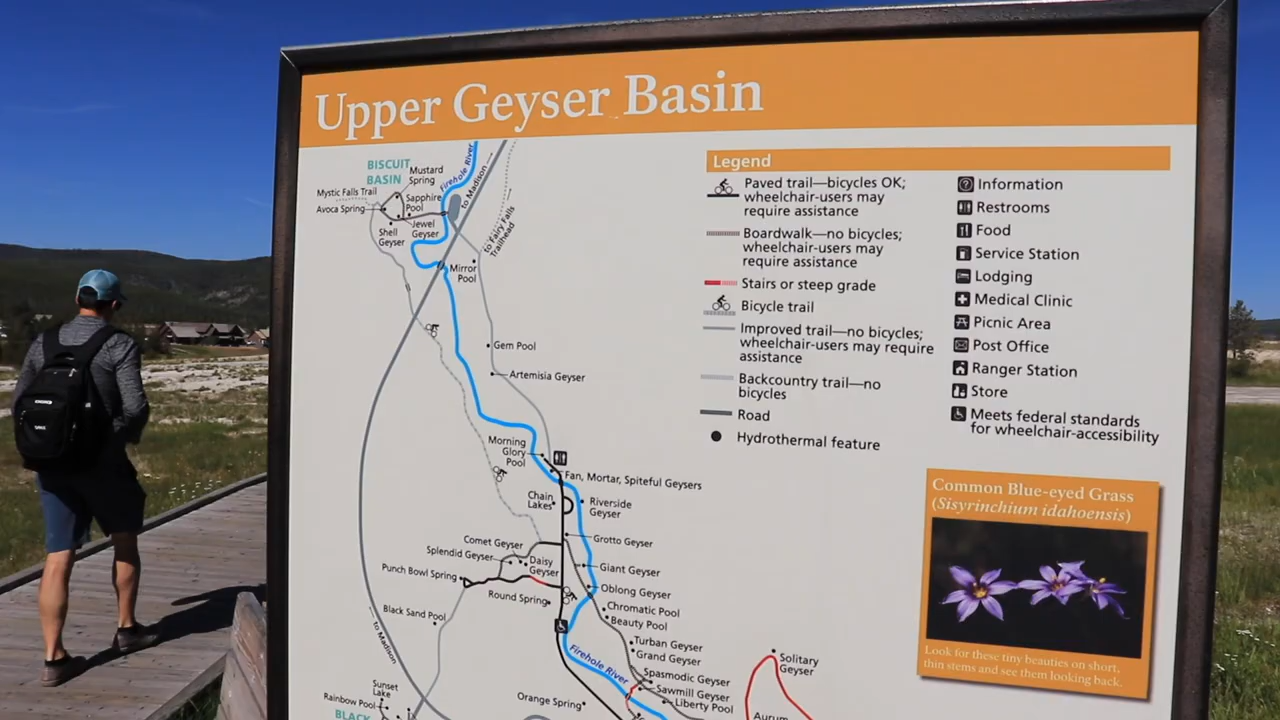 Upper Geyser Basin
BISCUIT
BASIN
Mustard
Spring
Mystic Falls Trail
Avoca Spring
Sapphire
Pool
Jewel
Geyser
Shell
Geyser
Firehole River
to Madison
to Fairy Falls
Trailhead
Mirror
Pool
Gem Pool
Artemisia Geyser
Morning
Glory
Pool
Fan, Mortar, Spiteful Geysers
Chain
Lakes
Riverside
Geyser
Grotto Geyser
Comet Geyser
Splendid Geyser
Daisy
Geyser
Punch Bowl Spring
Giant Geyser
Oblong Geyser
Round Spring
Chromatic Pool
Beauty Pool
Black Sand Pool
to Madison
Turban Geyser
Grand Geyser
Firehole River
Spasmodic Geyser
Sawmill Geyser
Liberty Pool
Orange Spring
Solitary
Geyser
Aurum
Sunset
Lake
Rainbow Pool
BLACK
Legend
Paved trail—bicycles OK;
wheelchair-users may
require assistance
Boardwalk—no bicycles;
wheelchair-users may
require assistance
Stairs or steep grade
Bicycle trail
Improved trail—no bicycles;
wheelchair-users may require
assistance
Backcountry trail—no
bicycles
Road
Hydrothermal feature
Information
Restrooms
Food
Service Station
Lodging
Medical Clinic
Picnic Area
Post Office
Ranger Station
Store
Meets federal standards
for wheelchair-accessibility
Common Blue-eyed Grass
(Sisyrinchium idahoensis)
Look for these tiny beauties on short,
thin stems and see them looking back.